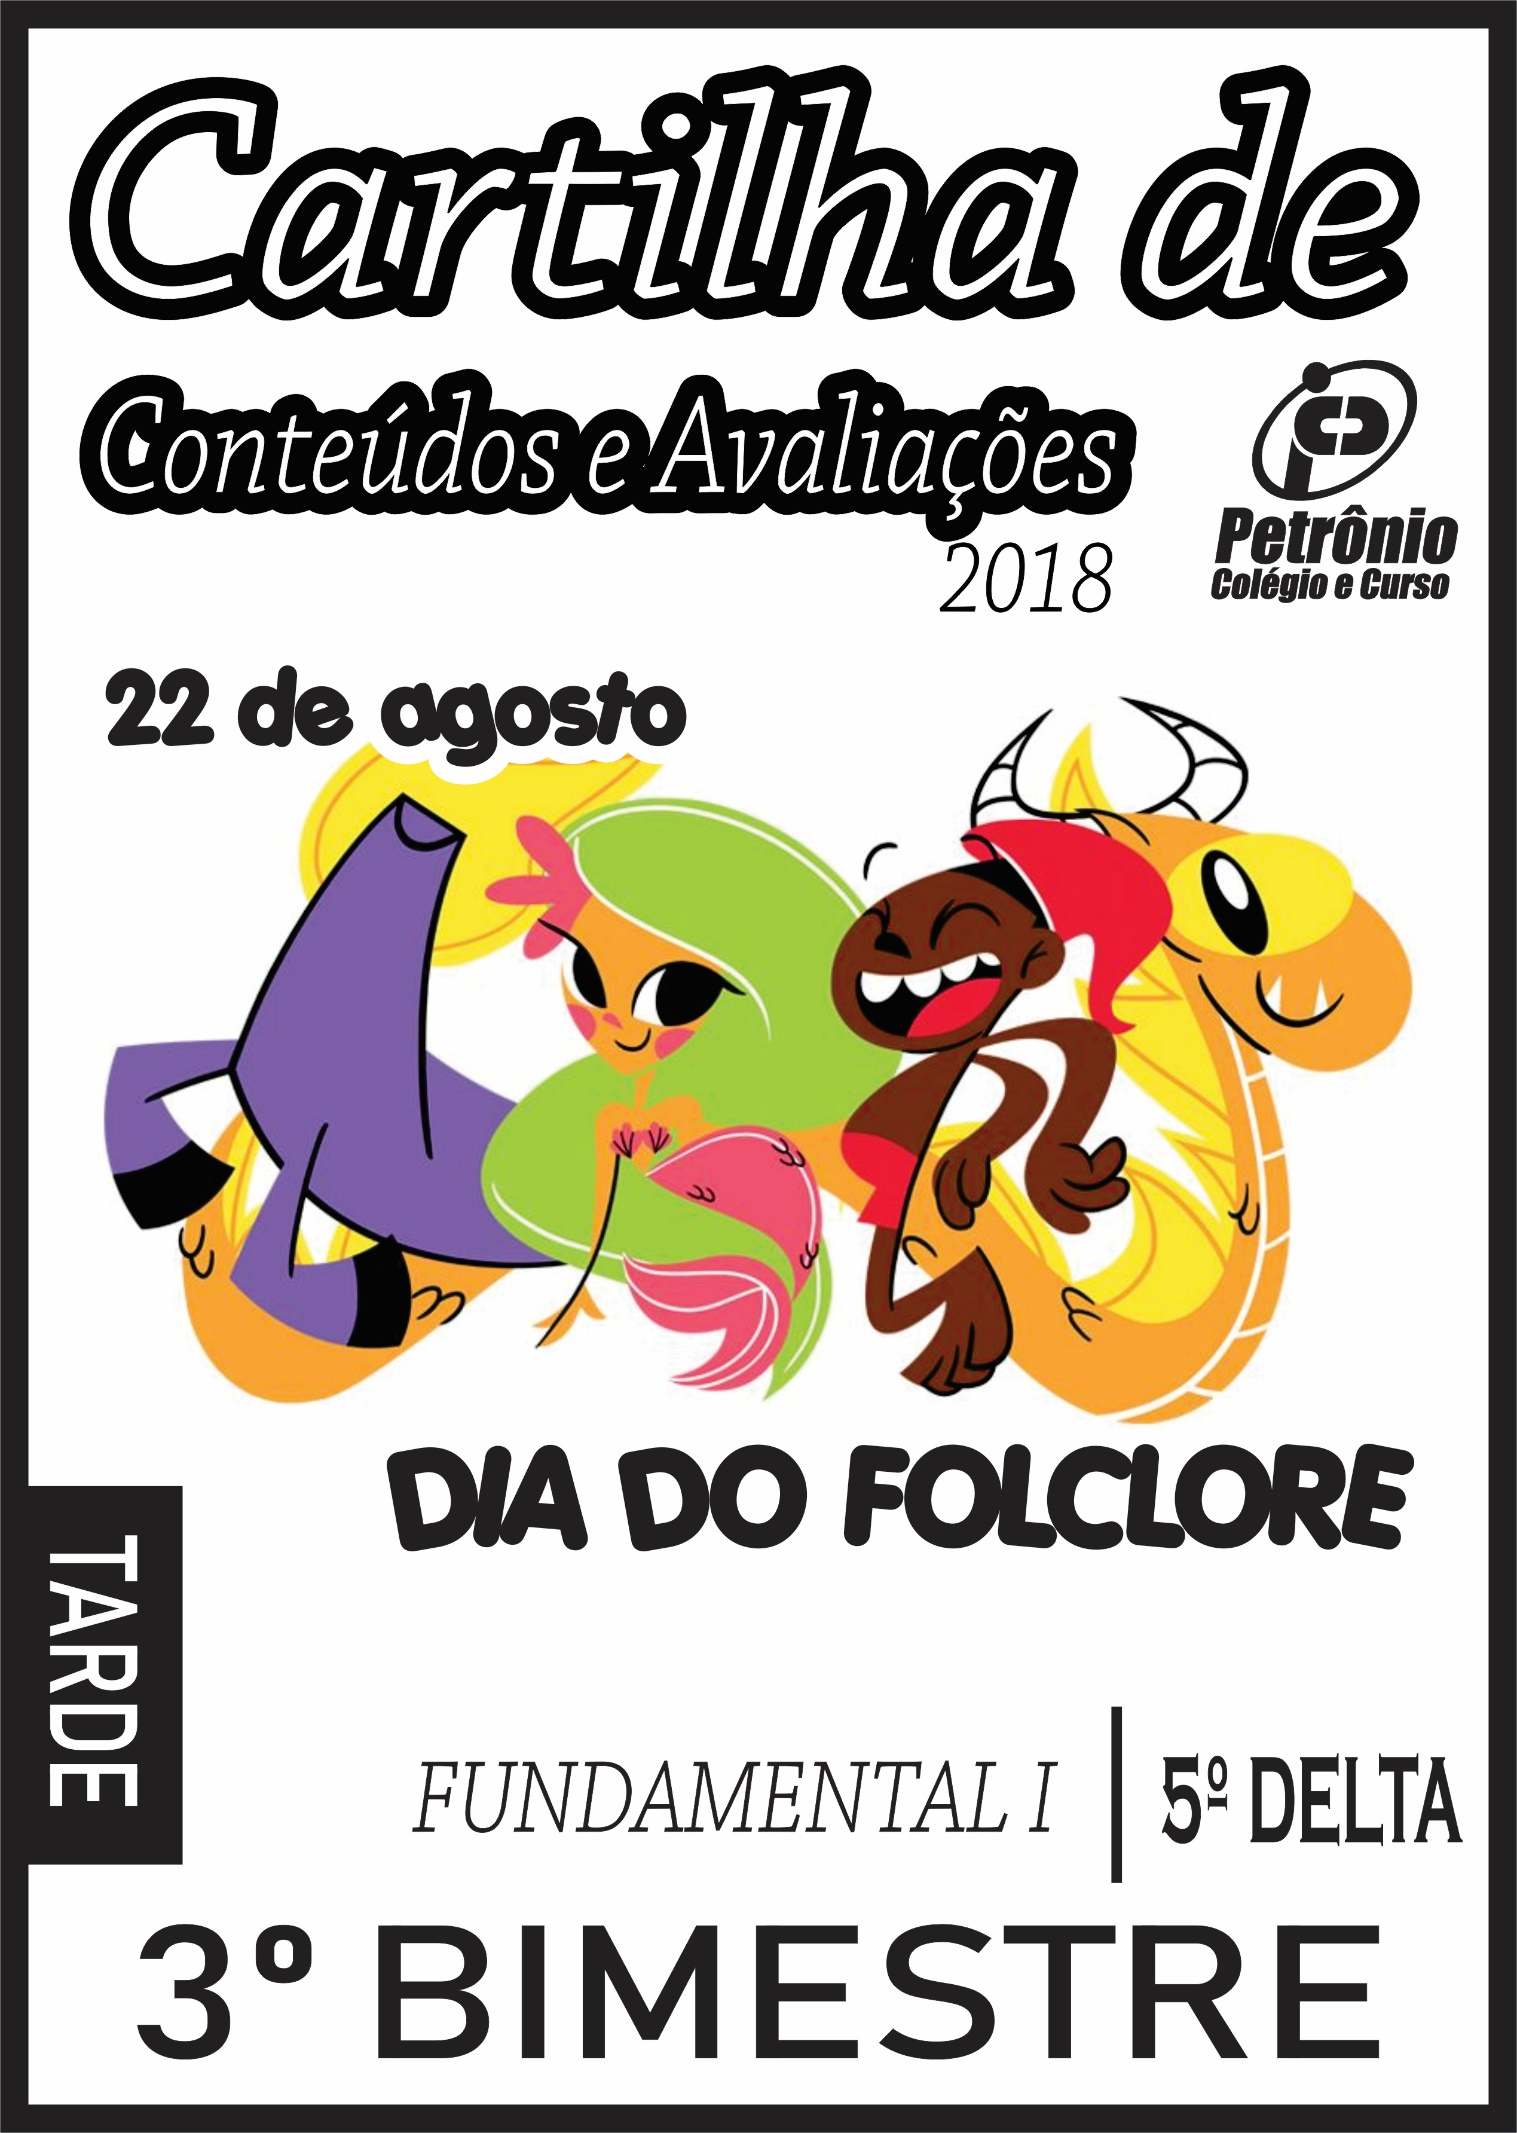 Cartilha de
Conteúdos e Avaliações
2018
Petrônio
Colégio e Curso
22 de agosto
DIA DO FOLCLORE
TARDE
FUNDAMENTAL I
5º DELTA
3º BIMESTRE